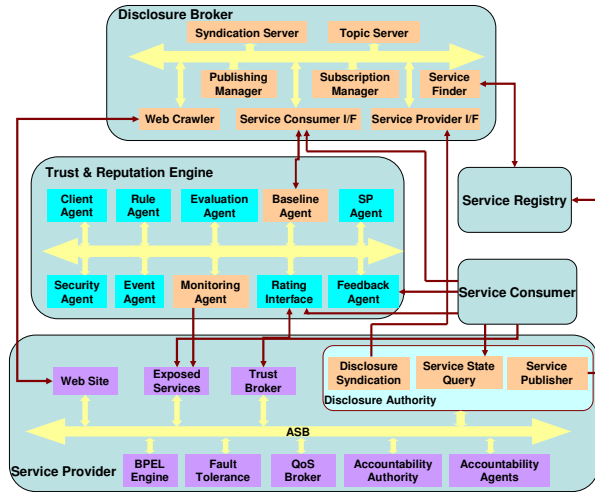 Disclosure Broker
Syndication Server
Topic Server
Publishing
Manager
Subscription
Manager
Service
Finder
Web Crawler
Service Consumer I/F
Service Provider I/F
Trust & Reputation Engine
Client
Agent
Rule
Agent
Evaluation
Agent
Baseline
Agent
SP
Agent
Security
Agent
Event
Agent
Monitoring
Agent
Rating
Interface
Feedback
Agent
Service Registry
Service Consumer
Web Site
Exposed
Services
Trust
Broker
Disclosure
Syndication
Service State
Query
Service
Publisher
Disclosure Authority
ASB
Service Provider
BPEL
Engine
Fault
Tolerance
QoS
Broker
Accountability
Authority
Accountability
Agents